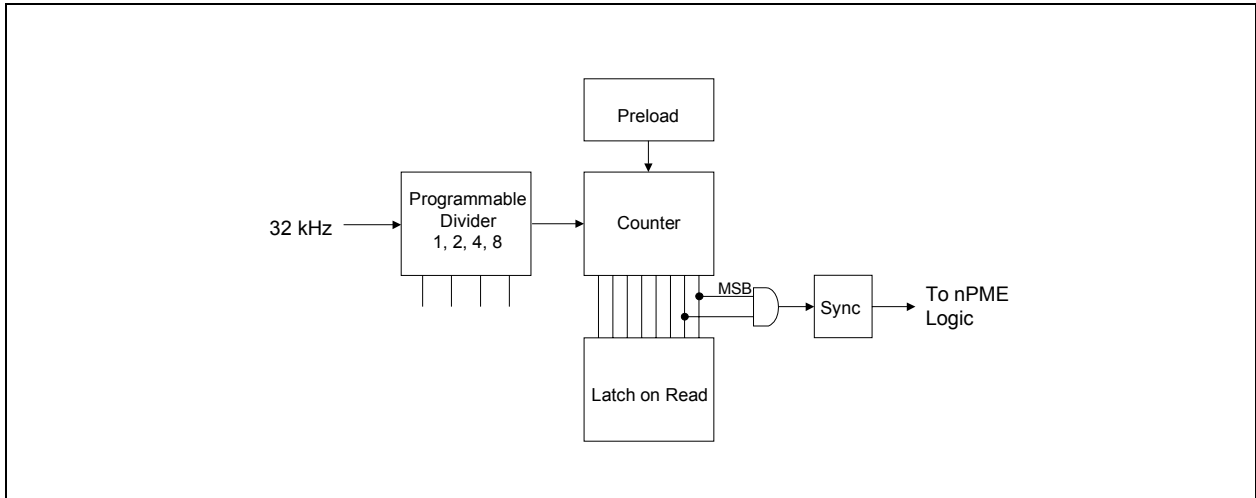 Preload
Programmable
Divider
1, 2, 4, 8
32 kHz
Counter
MSB
Sync
To nPME
Logic
Latch on Read